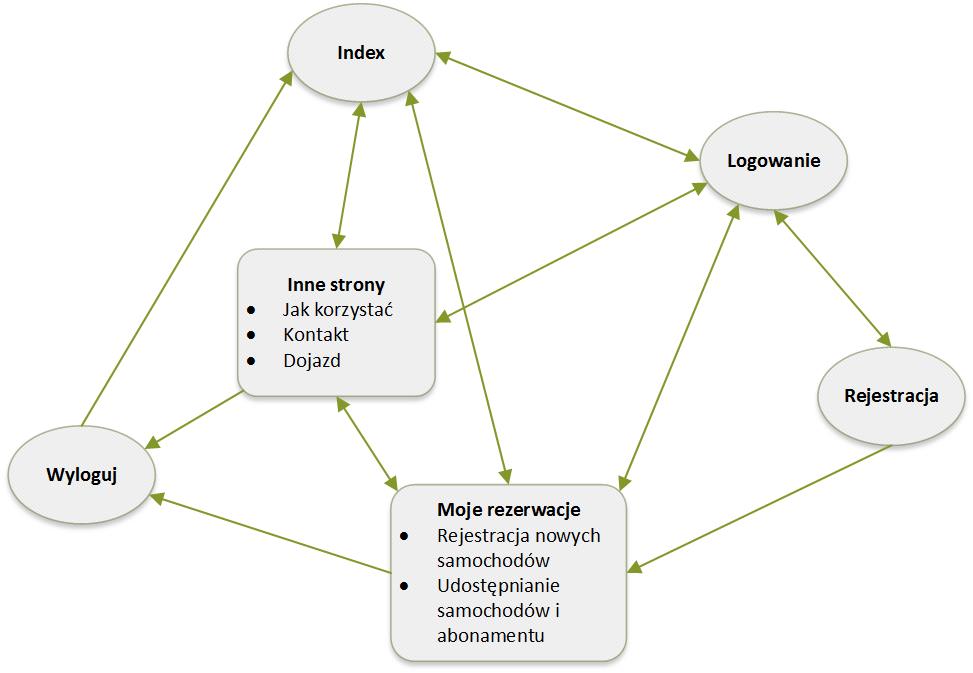 Index
Logowanie
Inne strony
• Jak korzystać
• Kontakt
• Dojazd
Rejestracja
Wyloguj
Moje rezerwacje
• Rejestracja nowych
samochodów
• Udostępnianie
samochodów i
abonamentu